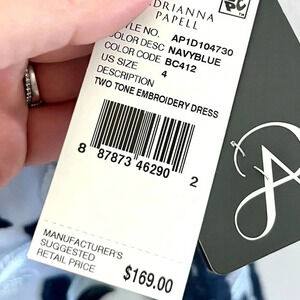 ADRIANNA
PAPELL
STYLE NO. AP1D104730
COLOR DESC NAVYBLUE
COLOR CODE BC412
US SIZE 4
DESCRIPTION
TWO TONE EMBROIDERY DRESS
8 87873 46290 2
MANUFACTURER'S
SUGGESTED
RETAIL PRICE
$169.00
A